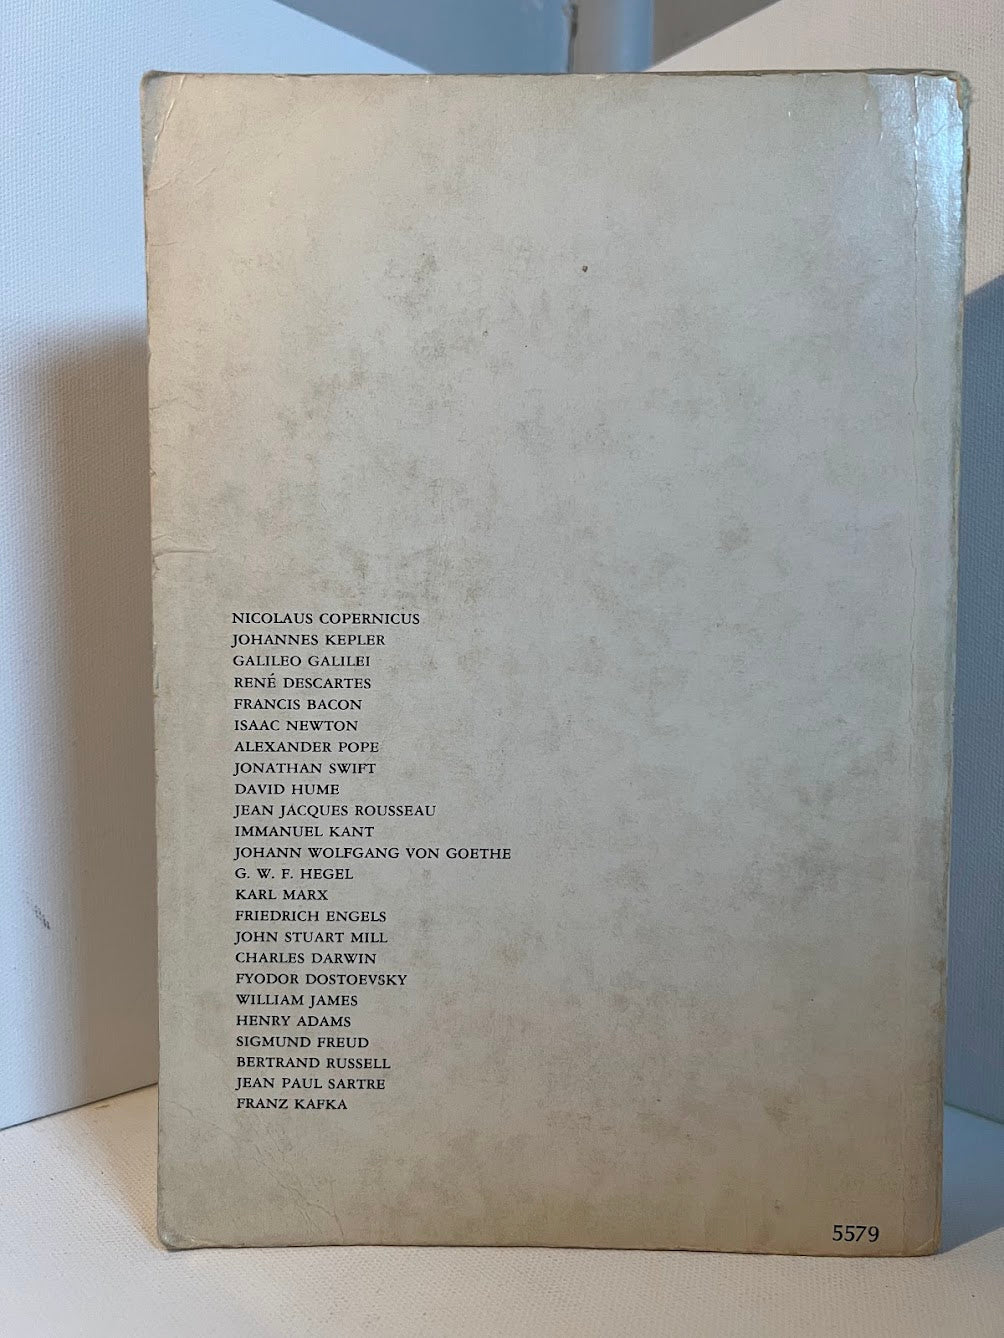 NICOLAUS COPERNICUS
JOHANNES KEPLER
GALILEO GALILEI
RENÉ DESCARTES
FRANCIS BACON
ISAAC NEWTON
ALEXANDER POPE
JONATHAN SWIFT
DAVID HUME
JEAN JACQUES ROUSSEAU
IMMANUEL KANT
JOHANN WOLFGANG VON GOETHE
G. W. F. HEGEL
KARL MARX
FRIEDRICH ENGELS
JOHN STUART MILL
CHARLES DARWIN
FYODOR DOSTOEVSKY
WILLIAM JAMES
HENRY ADAMS
SIGMUND FREUD
BERTRAND RUSSELL
JEAN PAUL SARTRE
FRANZ KAFKA
5579